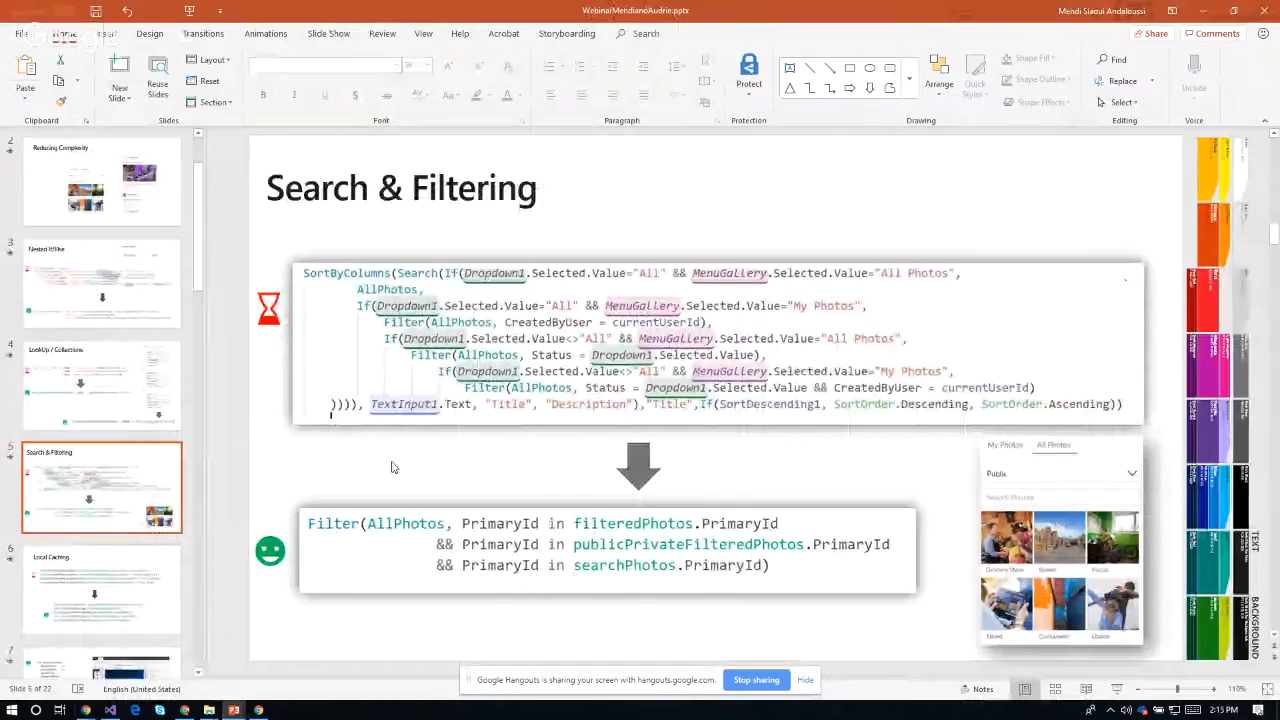 WebinarMehdianoAudrie.pptx
Mehdi Slaoui Andaloussi
Design Transitions Animations Slide Show Review View Help Acrobat Storyboarding Search
Share Comments
Paste
New Slide
Reuse Slides
Layout
Reset
Section
Protect
Arrange
Quick Styles
Shape Fill
Shape Outline
Shape Effects
Find
Replace
Select
Dictate
Clipboard
Slides
Font
Paragraph
Protection
Drawing
Editing
Voice
Reducing Complexity
3
Nested If/Else
LookUp / Collections
Search & Filtering
6
Local Caching
Search & Filtering
SortByColumns(Search(If(Dropdown1.Selected.Value="All" && MenuGallery.Selected.Value="All Photos",
AllPhotos,
If(Dropdown1.Selected.Value="All" && MenuGallery.Selected.Value="My Photos",
Filter(AllPhotos, CreatedByUser = currentUserId),
If(Dropdown1.Selected.Value<>"All" && MenuGallery.Selected.Value="All Photos",
Filter(AllPhotos, Status = Dropdown1.Selected.Value),
If(Dropdown1.Selected.Value<>"All" && MenuGallery.Selected.Value="My Photos",
Filter(AllPhotos, Status = Dropdown1.Selected.Value && CreatedByUser = currentUserId)
)))), TextInput1.Text, "Title", "Description"),"Title",If(SortDescending1, SortOrder.Descending, SortOrder.Ascending))
Filter(AllPhotos, PrimaryId in filteredPhotos.PrimaryId
&& PrimaryId in publicPrivateFilteredPhotos.PrimaryId
&& PrimaryId in searchPhotos.PrimaryId)
My Photos All Photos
Public
Search Photos
Grocery Store
TEXT
BACKGROUND
Google Hangouts is sharing your screen with hangouts.google.com.
Stop sharing
Hide
Slide 6 of 22
English (United States)
Notes
110%
2:15 PM